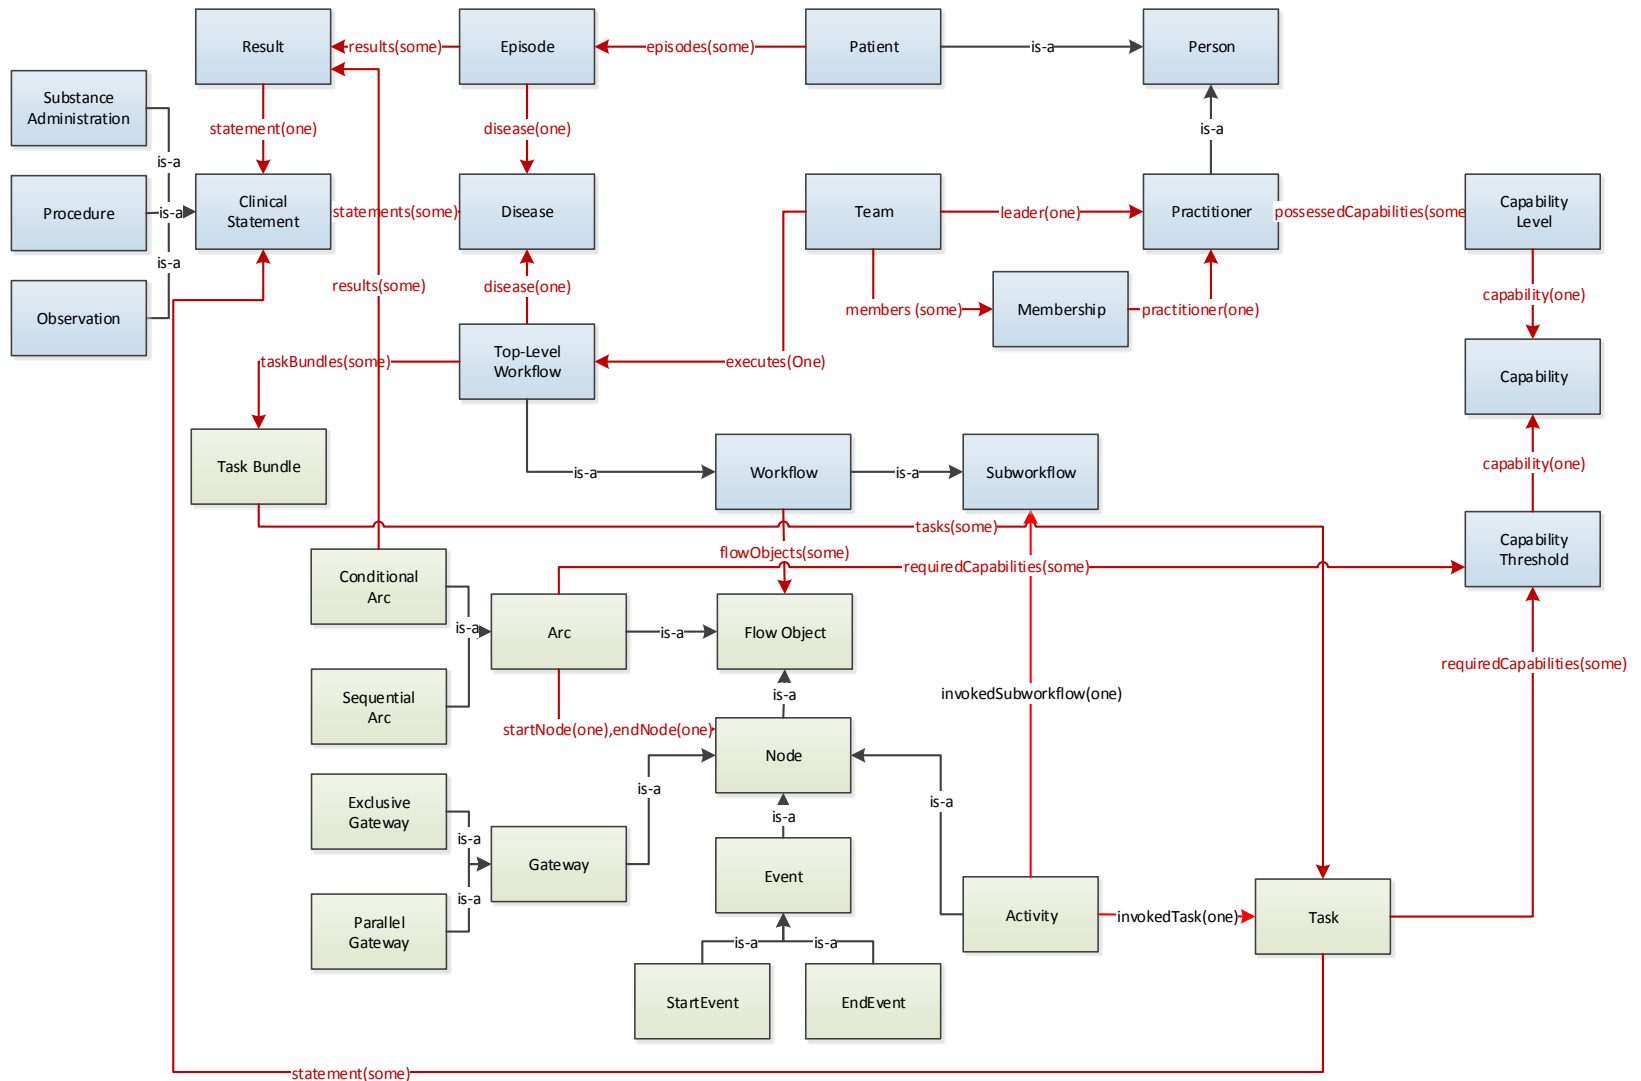 Result
results(some)
Episode
episodes(some)
Patient
is-a
Person
Substance
Administration
statement(one)
disease(one)
is-a
is-a
Procedure
is-a
Clinical
Statement
statements(some)
Disease
Team
leader(one)
Practitioner
possessedCapabilities(some
Capability
Level
is-a
Observation
results(some)
disease(one)
members (some)
Membership
practitioner(one)
capability(one)
taskBundles(some)
Top-Level
Workflow
executes(One)
Capability
Task Bundle
is-a
Workflow
is-a
Subworkflow
capability(one)
tasks(some)
flowObjects(some)
requiredCapabilities(some)
Capability
Threshold
Conditional
Arc
is-a
Arc
is-a
Flow Object
requiredCapabilities(some)
Sequential
Arc
is-a
invokedSubworkflow(one)
startNode(one),endNode(one)
Node
Exclusive
Gateway
is-a
is-a
is-a
is-a
Gateway
Event
is-a
Parallel
Gateway
is-a
is-a
Activity
invokedTask(one)
Task
StartEvent
EndEvent
statement(some)